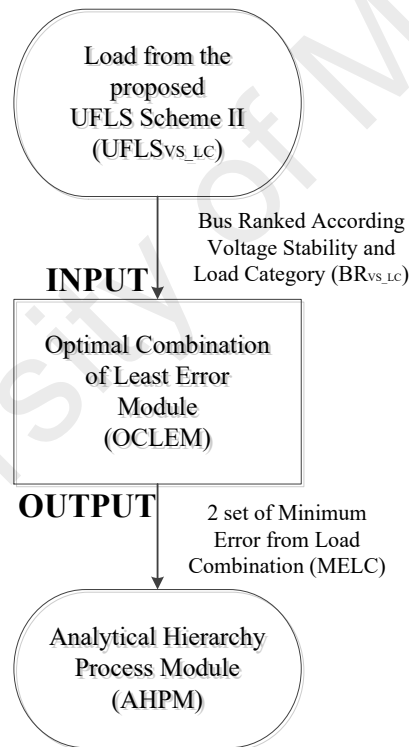 Load from the
proposed
UFLS Scheme II
(UFLSVS_LC)
Bus Ranked According
Voltage Stability and
Load Category (BRVS_LC)
INPUT
Optimal Combination
of Least Error
Module
(OCLEM)
OUTPUT
2 set of Minimum
Error from Load
Combination (MELC)
Analytical Hierarchy
Process Module
(AHPM)